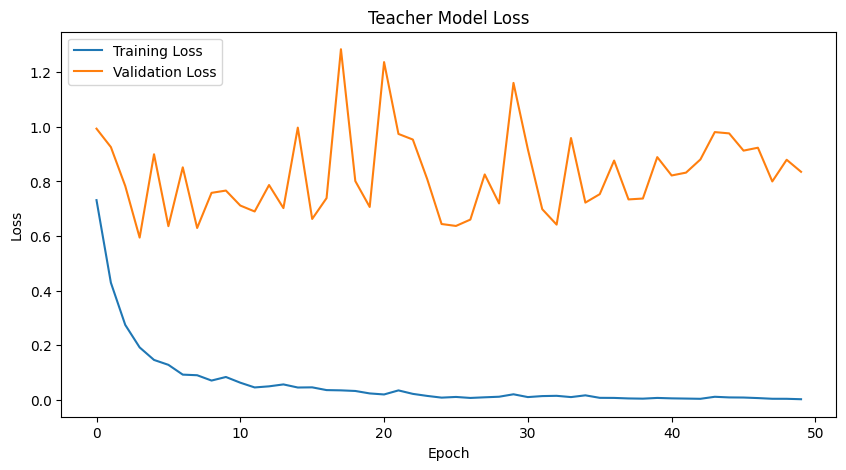 Teacher Model Loss
Training Loss
Validation Loss
Loss
1.2
1.0
0.8
0.6
0.4
0.2
0.0
0 10 20 30 40 50
Epoch